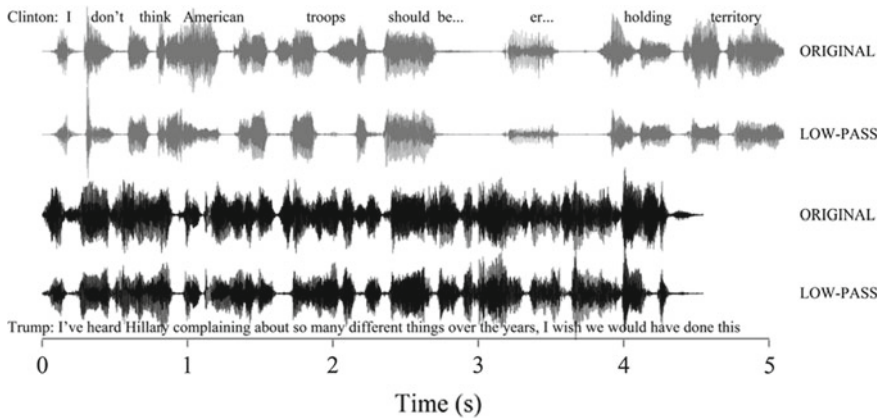 Clinton: I don't think American troops should be... er... holding territory
ORIGINAL
LOW-PASS
ORIGINAL
LOW-PASS
Trump: I've heard Hillary complaining about so many different things over the years, I wish we would have done this
0 1 2 3 4 5
Time (s)